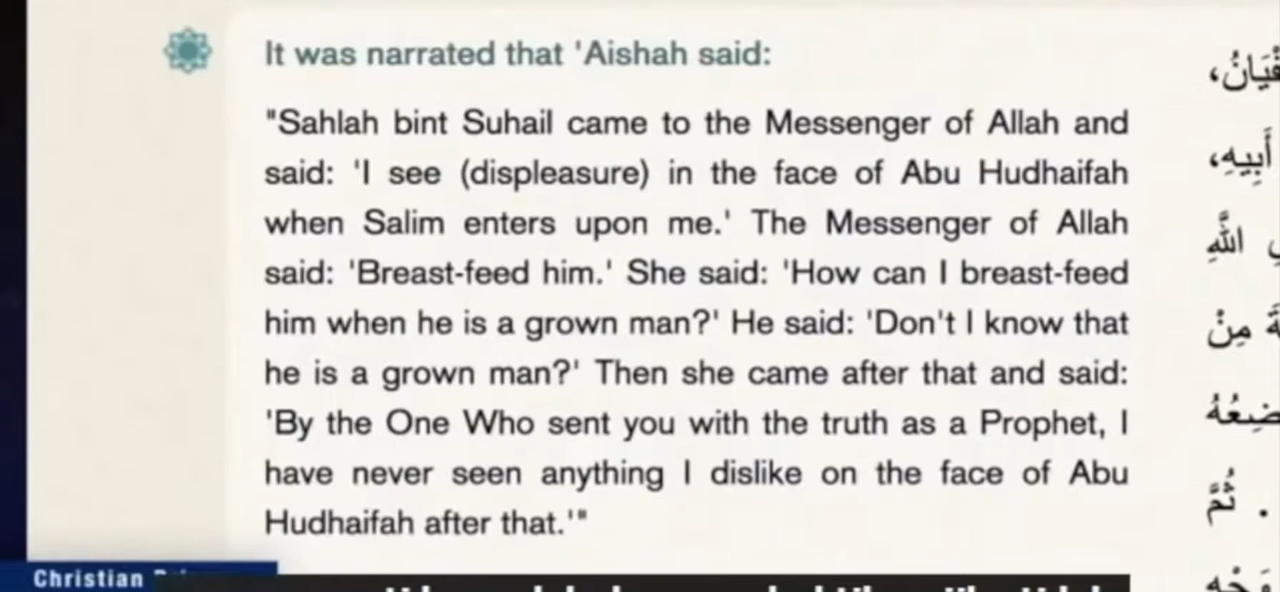 It was narrated that 'Aishah said:
"Sahlah bint Suhail came to the Messenger of Allah and
said: 'I see (displeasure) in the face of Abu Hudhaifah
when Salim enters upon me.' The Messenger of Allah
said: 'Breast-feed him.' She said: 'How can I breast-feed
him when he is a grown man?' He said: 'Don't I know that
he is a grown man?' Then she came after that and said:
'By the One Who sent you with the truth as a Prophet, I
have never seen anything I dislike on the face of Abu
Hudhaifah after that.'"
أَبِيهِ،
اللَّهِ
مِنْ
ثُمَّ
Christian